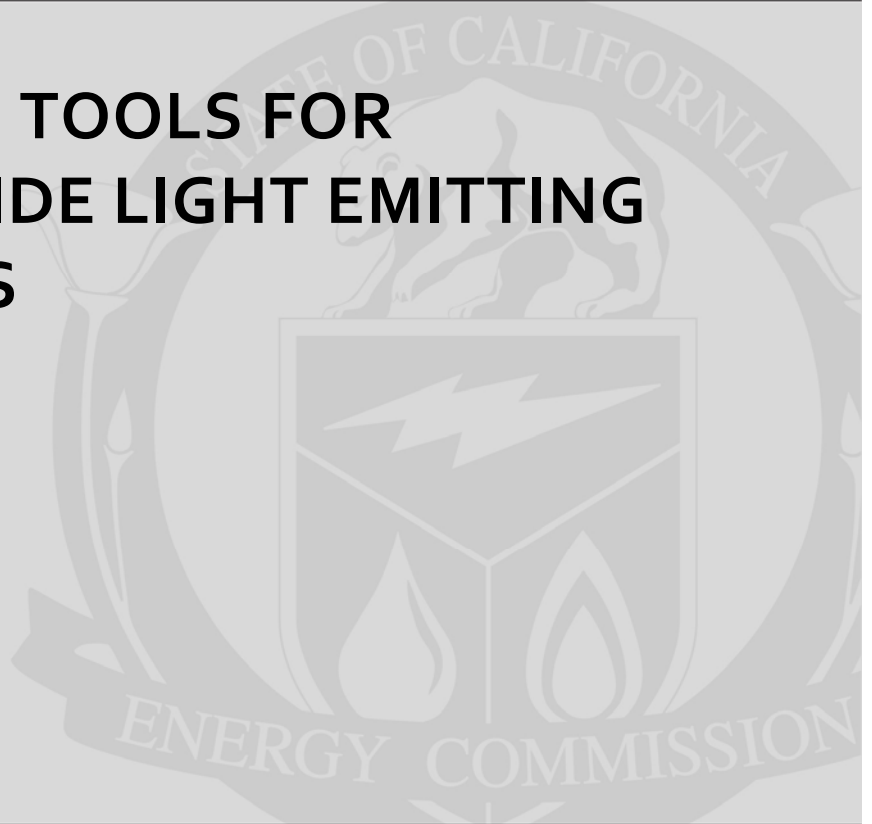 TOOLS FOR
IDE LIGHT EMITTING
S
STATE OF CALIFORNIA
ENERGY COMMISSION